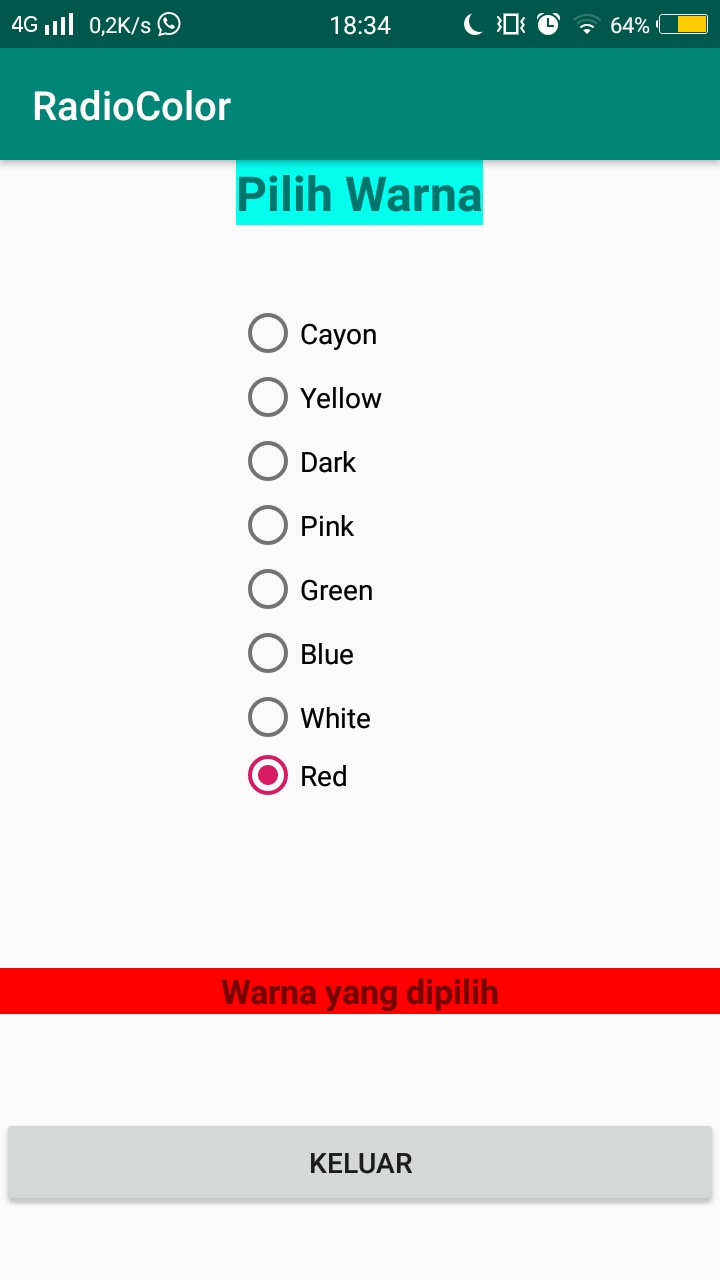 4G 0,2K/s 18:34 64%
RadioColor
Pilih Warna
Cayon
Yellow
Dark
Pink
Green
Blue
White
Red
Warna yang dipilih
KELUAR